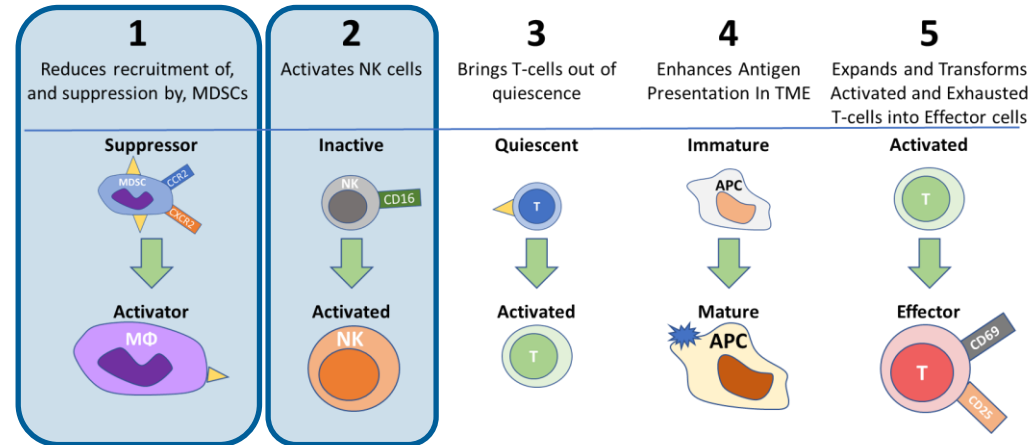 1
Reduces recruitment of,
and suppression by, MDSCs
2
Activates NK cells
3
Brings T-cells out of
quiescence
4
Enhances Antigen
Presentation In TME
5
Expands and Transforms
Activated and Exhausted
T-cells into Effector cells
Suppressor
MDSC
CCR2
CXCR2
Inactive
NK
CD16
Quiescent
T
Immature
APC
Activated
T
Activator
MΦ
Activated
NK
Activated
T
Mature
APC
Effector
T
CD69
CD25